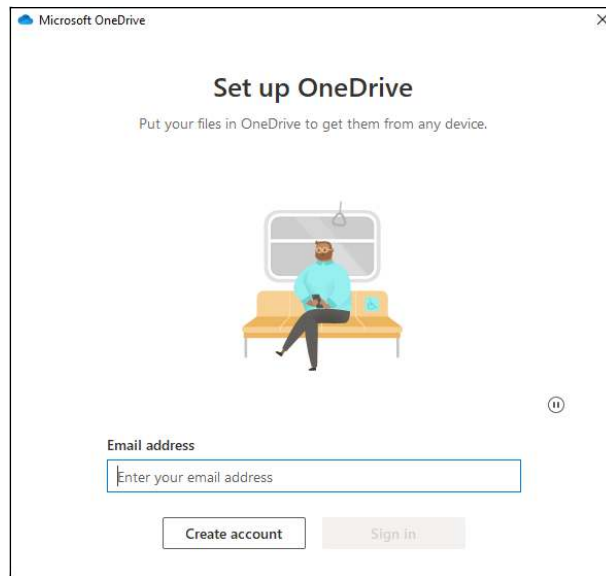 Microsoft OneDrive
Set up OneDrive
Put your files in OneDrive to get them from any device.
Email address
Enter your email address
Create account
Sign in